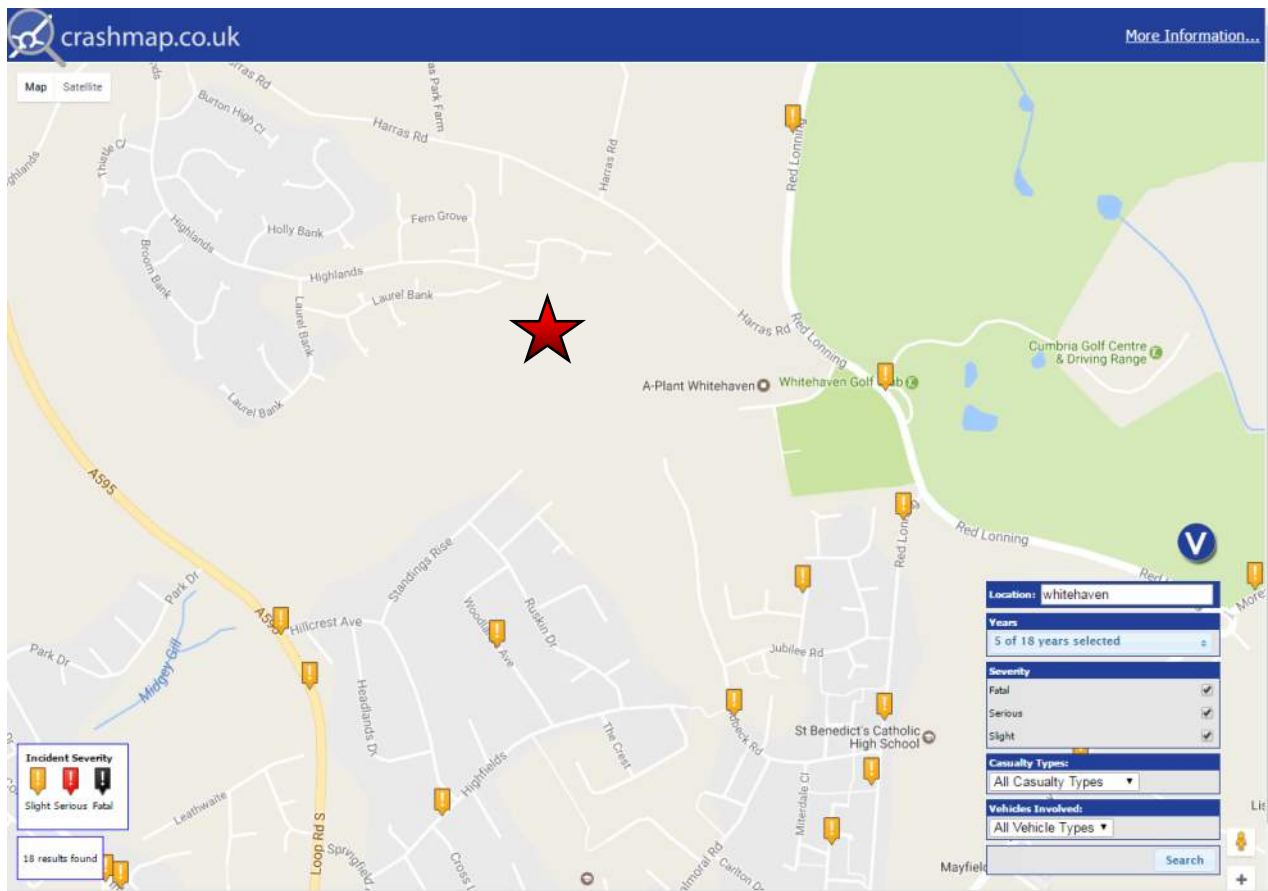 crashmap.co.uk
More Information...
Map Satellite
Harras Rd
Burton High Cl
Harras Rd
Park Farm
Harras Rd
Red Lonning
Thistle Cl
Highlands
Holly Bank
Fern Grove
Broom Bank
Highlands
Laurel Bank
Laurel Bank
Laurel Bank
Harras Rd
Red Lonning
Cumbria Golf Centre
& Driving Range
A-Plant Whitehaven
Whitehaven Golf Club
A595
Red Lonning
Red Lonning
Standings Rise
Park Dr
A595
Hillcrest Ave
Woodland Ave
Ruskin Dr
Park Dr
Midgey Gill
Jubilee Rd
Headlands Dr
The Crest
St Benedict's Catholic
High School
Highfields
Leathwaite
Miterdale Cl
Loop Rd S
Carlton Dr
Mayfield
V
Location: whitehaven
Years
5 of 18 years selected
Severity
Fatal
Serious
Slight
Casualty Types:
All Casualty Types
Vehicles Involved:
All Vehicle Types
Search
Incident Severity
Slight Serious Fatal
18 results found
+